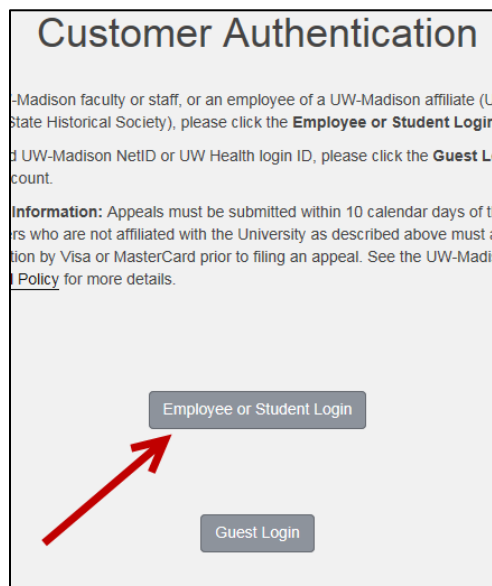 Customer Authentication
-Madison faculty or staff, or an employee of a UW-Madison affiliate (U
State Historical Society), please click the Employee or Student Login
d UW-Madison NetID or UW Health login ID, please click the Guest L
count.
Information: Appeals must be submitted within 10 calendar days of t
rs who are not affiliated with the University as described above must a
tion by Visa or MasterCard prior to filing an appeal. See the UW-Madi
l Policy for more details.
Employee or Student Login
Guest Login